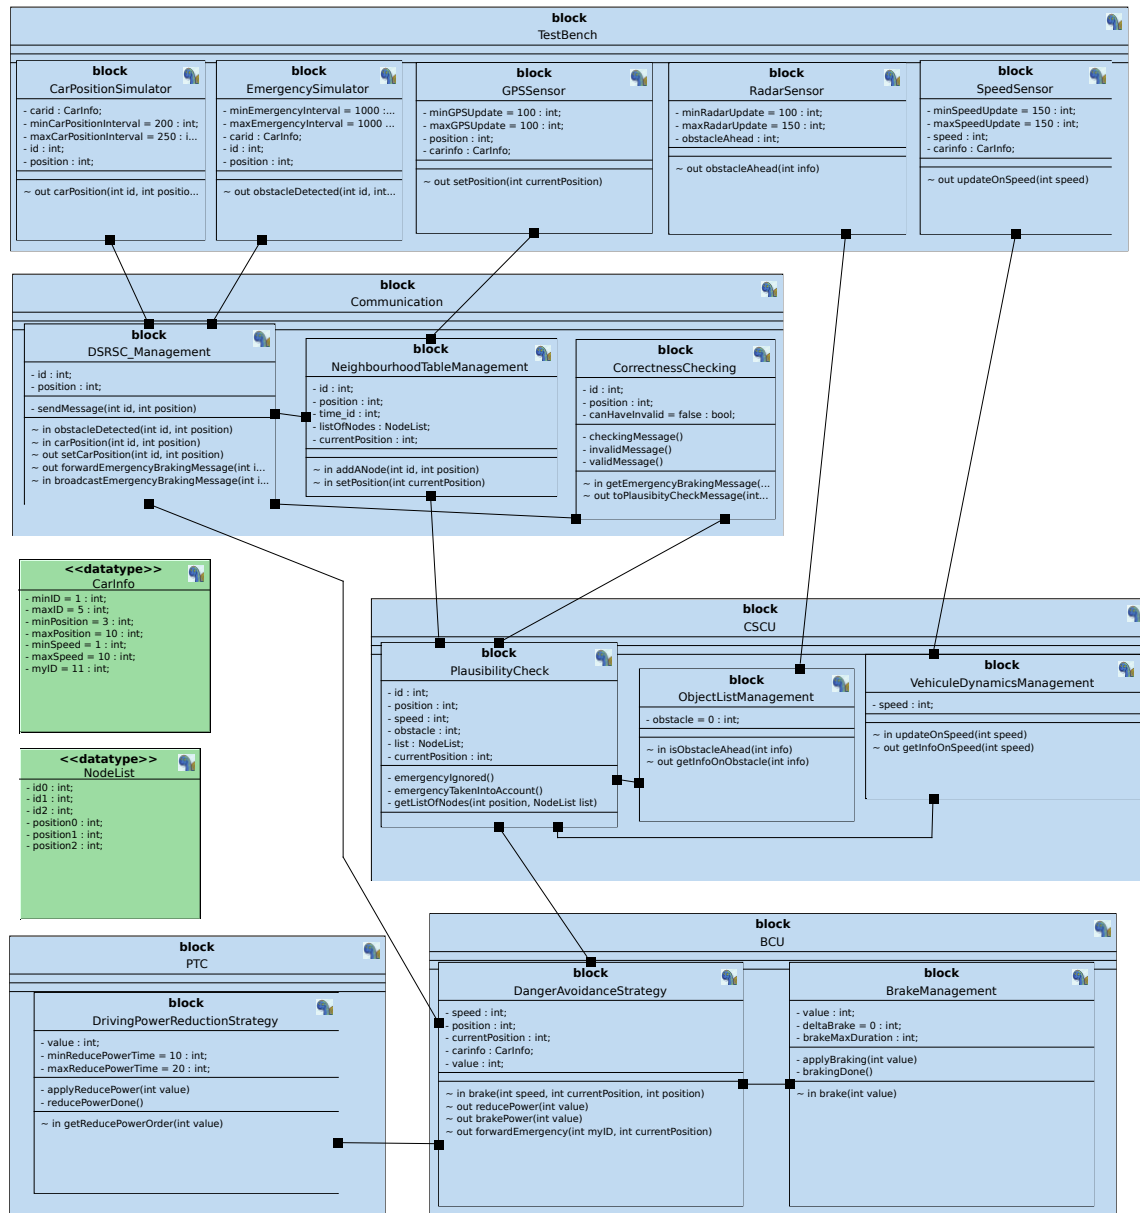 block
TestBench
block
CarPositionSimulator
- carid : CarInfo;
- minCarPositionInterval = 200 : int;
- maxCarPositionInterval = 250 : i...
- id : int;
- position : int;
~ out carPosition(int id, int positio...
block
EmergencySimulator
- minEmergencyInterval = 1000 :...
- maxEmergencyInterval = 1000 ...
- carid : CarInfo;
- id : int;
- position : int;
~ out obstacleDetected(int id, int...
block
GPSSensor
- minGPSUpdate = 100 : int;
- maxGPSUpdate = 100 : int;
- position : int;
- carinfo : CarInfo;
~ out setPosition(int currentPosition)
block
RadarSensor
- minRadarUpdate = 100 : int;
- maxRadarUpdate = 150 : int;
- obstacleAhead : int;
~ out obstacleAhead(int info)
block
SpeedSensor
- minSpeedUpdate = 150 : int;
- maxSpeedUpdate = 150 : int;
- speed : int;
- carinfo : CarInfo;
~ out updateOnSpeed(int speed)
block
Communication
block
DSRSC_Management
- id : int;
- position : int;
- sendMessage(int id, int position)
~ in obstacleDetected(int id, int position)
~ in carPosition(int id, int position)
~ out setCarPosition(int id, int position)
~ out forwardEmergencyBrakingMessage(int i...
~ in broadcastEmergencyBrakingMessage(int i...
block
NeighbourhoodTableManagement
- id : int;
- position : int;
- time_id : int;
- listOfNodes : NodeList;
- currentPosition : int;
~ in addANode(int id, int position)
~ in setPosition(int currentPosition)
block
CorrectnessChecking
- id : int;
- position : int;
- canHaveInvalid = false : bool;
- checkingMessage()
- invalidMessage()
- validMessage()
~ in getEmergencyBrakingMessage(...
~ out toPlausibityCheckMessage(int...
<<datatype>>
CarInfo
- minID = 1 : int;
- maxID = 5 : int;
- minPosition = 3 : int;
- maxPosition = 10 : int;
- minSpeed = 1 : int;
- maxSpeed = 10 : int;
- myID = 11 : int;
<<datatype>>
NodeList
- id0 : int;
- id1 : int;
- id2 : int;
- position0 : int;
- position1 : int;
- position2 : int;
block
CSCU
block
PlausibilityCheck
- id : int;
- position : int;
- speed : int;
- obstacle : int;
- list : NodeList;
- currentPosition : int;
- emergencyIgnored()
- emergencyTakenIntoAccount()
- getListOfNodes(int position, NodeList list)
block
ObjectListManagement
- obstacle = 0 : int;
~ in isObstacleAhead(int info)
~ out getInfoOnObstacle(int info)
block
VehiculeDynamicsManagement
- speed : int;
~ in updateOnSpeed(int speed)
~ out getInfoOnSpeed(int speed)
block
PTC
block
DrivingPowerReductionStrategy
- value : int;
- minReducePowerTime = 10 : int;
- maxReducePowerTime = 20 : int;
- applyReducePower(int value)
- reducePowerDone()
~ in getReducePowerOrder(int value)
block
BCU
block
DangerAvoidanceStrategy
- speed : int;
- position : int;
- currentPosition : int;
- carinfo : CarInfo;
- value : int;
~ in brake(int speed, int currentPosition, int position)
~ out reducePower(int value)
~ out brakePower(int value)
~ out forwardEmergency(int myID, int currentPosition)
block
BrakeManagement
- value : int;
- deltaBrake = 0 : int;
- brakeMaxDuration : int;
- applyBraking(int value)
- brakingDone()
~ in brake(int value)